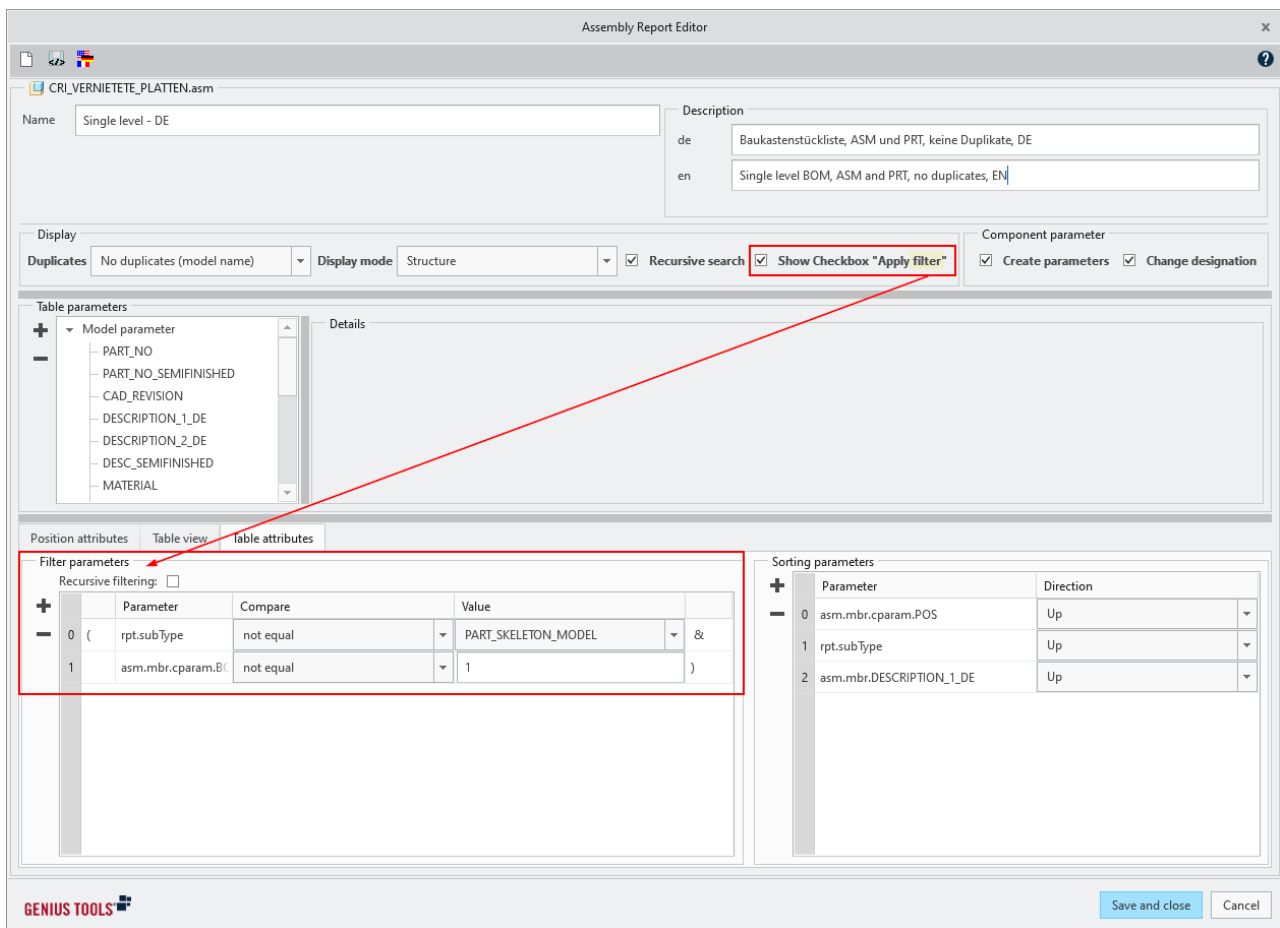 Assembly Report Editor
CRI_VERNIETETE_PLATTEN.asm
Name Single level - DE
Description
de Baukastenstückliste, ASM und PRT, keine Duplikate, DE
en Single level BOM, ASM and PRT, no duplicates, EN
Display
Duplicates No duplicates (model name) Display mode Structure Recursive search Show Checkbox "Apply filter"
Component parameter
Create parameters Change designation
Table parameters
Model parameter
PART_NO
PART_NO_SEMIFINISHED
CAD_REVISION
DESCRIPTION_1_DE
DESCRIPTION_2_DE
DESC_SEMIFINISHED
MATERIAL
Details
Position attributes Table view Table attributes
Filter parameters
Recursive filtering:
Parameter Compare Value
0 ( rpt.subType not equal PART_SKELETON_MODEL &
1 asm.mbr.cparam.BO not equal 1 )
Sorting parameters
Parameter Direction
0 asm.mbr.cparam.POS Up
1 rpt.subType Up
2 asm.mbr.DESCRIPTION_1_DE Up
GENIUS TOOLS
Save and close Cancel